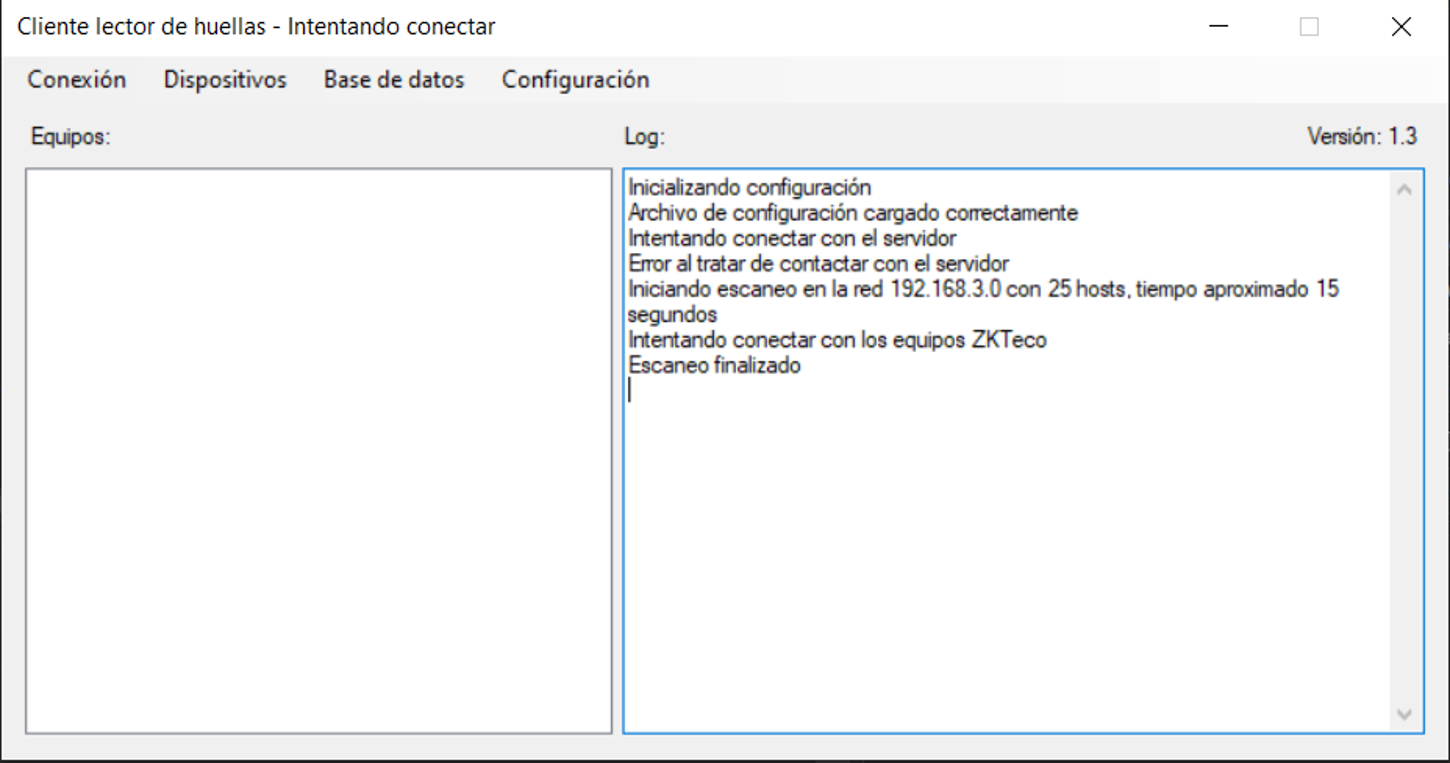 Cliente lector de huellas - Intentando conectar
Conexión Dispositivos Base de datos Configuración
Equipos: Log: Versión: 1.3
Inicializando configuración
Archivo de configuración cargado correctamente
Intentando conectar con el servidor
Error al tratar de contactar con el servidor
Iniciando escaneo en la red 192.168.3.0 con 25 hosts, tiempo aproximado 15
segundos
Intentando conectar con los equipos ZKTeco
Escaneo finalizado